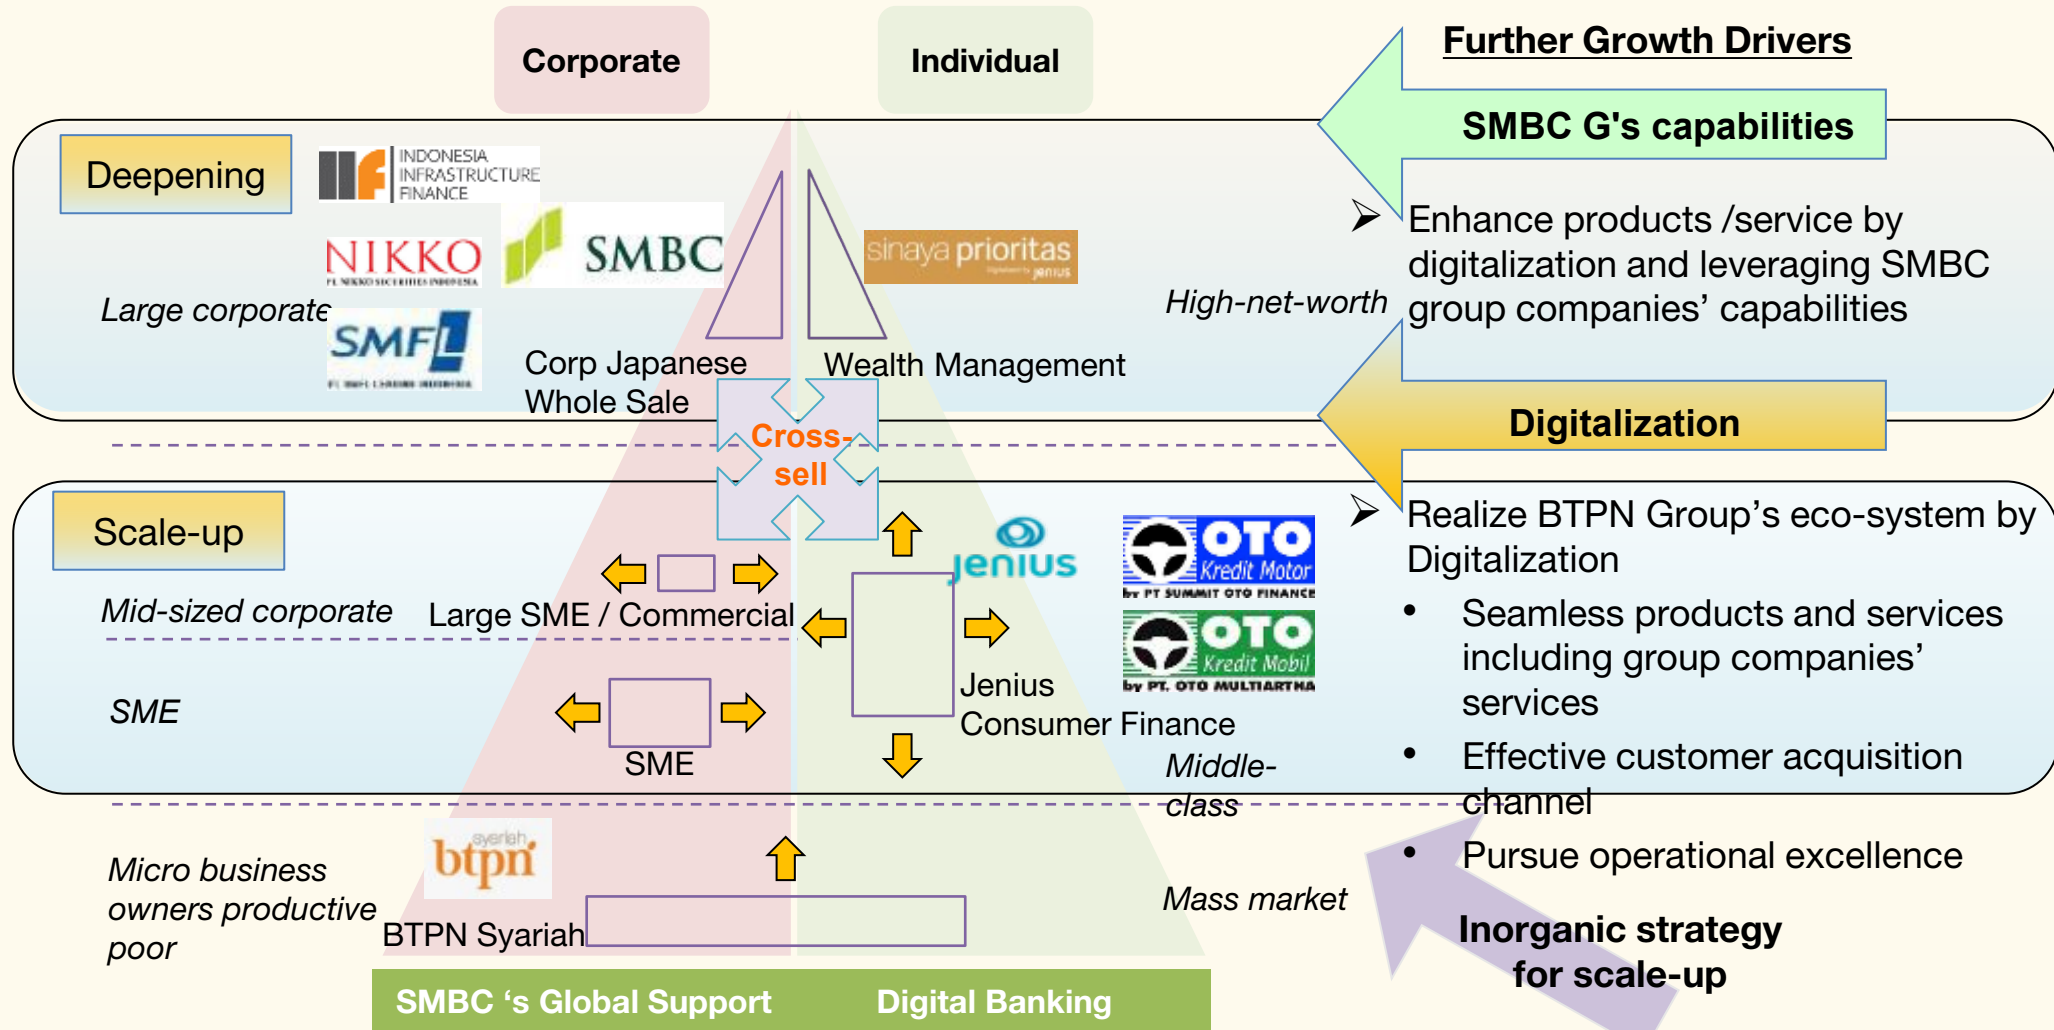 Corporate
Individual
Further Growth Drivers
SMBC G's capabilities
Deepening
INDONESIA
INFRASTRUCTURE
FINANCE
NIKKO
PT. NIKKO SECURITIES INDONESIA
SMBC
sinaya prioritas
jenius
Large corporate
High-net-worth
SMFL
Corp Japanese
Whole Sale
Wealth Management
➢ Enhance products /service by
digitalization and leveraging SMBC
group companies’ capabilities
Cross-
sell
Digitalization
Scale-up
jenius
OTO
Kredit Motor
by PT SUMMIT OTO FINANCE
OTO
Kredit Mobil
by PT. OTO MULTIARTHA
Mid-sized corporate
Large SME / Commercial
SME
SME
Jenius
Consumer Finance
Middle-
class
➢ Realize BTPN Group’s eco-system by
Digitalization
• Seamless products and services
including group companies’
services
• Effective customer acquisition
channel
• Pursue operational excellence
syariah
btpn
Micro business
owners productive
poor
BTPN Syariah
Mass market
Inorganic strategy
for scale-up
SMBC ‘s Global Support
Digital Banking